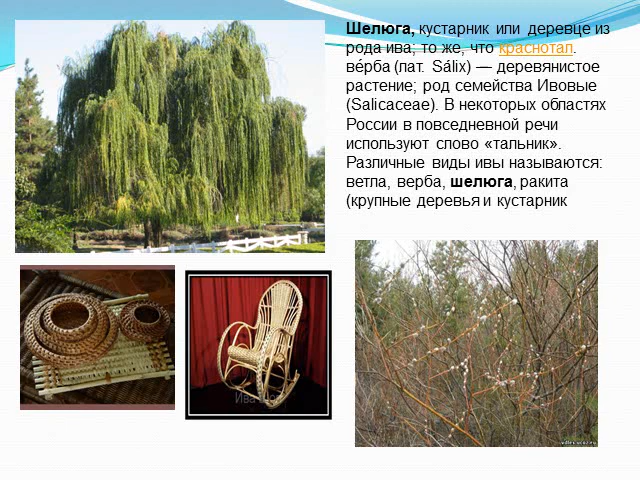 Шелюга, кустарник или деревце из
рода ива; то же, что краснотал.
ве́рба (лат. Sálix) — деревянистое
растение; род семейства Ивовые
(Salicaceae). В некоторых областях
России в повседневной речи
используют слово «тальник».
Различные виды ивы называются:
ветла, верба, шелюга, ракита
(крупные деревья и кустарник